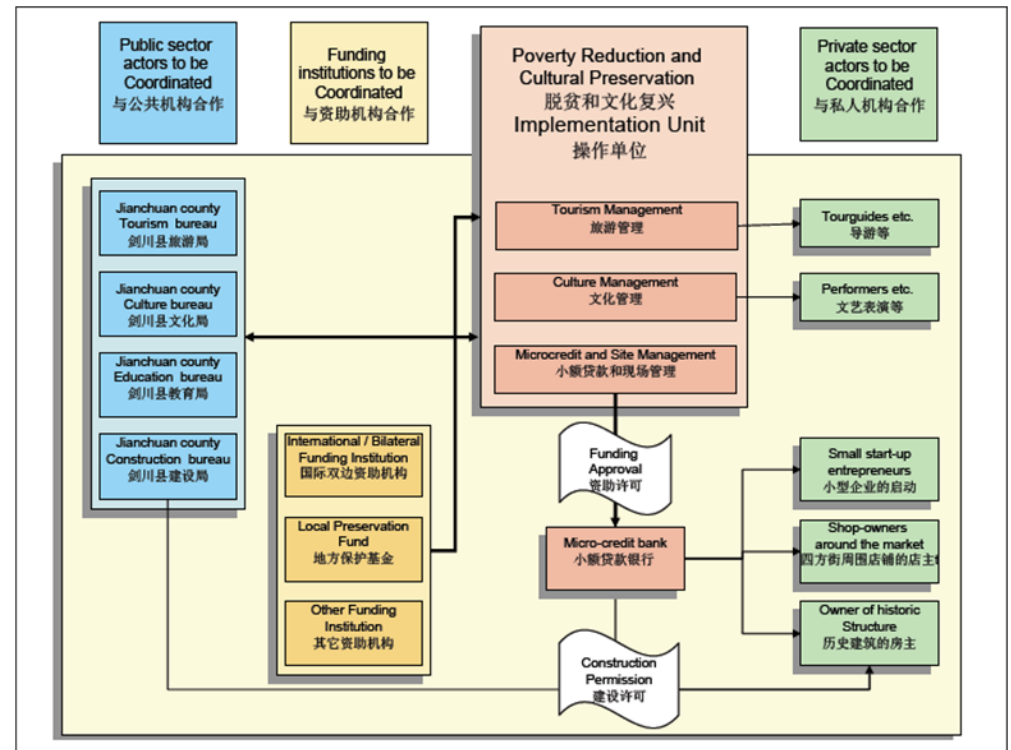 Public sector
actors to be
Coordinated
与公共机构合作
Funding
institutions to be
Coordinated
与资助机构合作
Poverty Reduction and
Cultural Preservation
脱贫和文化复兴
Implementation Unit
操作单位
Private sector
actors to be
Coordinated
与私人机构合作
Jianchuan county
Tourism bureau
剑川县旅游局
Jianchuan county
Culture bureau
剑川县文化局
Jianchuan county
Education bureau
剑川县教育局
Jianchuan county
Construction bureau
剑川县建设局
International / Bilateral
Funding Institution
国际双边资助机构
Local Preservation
Fund
地方保护基金
Other Funding
Institution
其它资助机构
Tourism Management
旅游管理
Culture Management
文化管理
Microcredit and Site Management
小额贷款和现场管理
Funding
Approval
资助许可
Micro-credit bank
小额贷款银行
Construction
Permission
建设许可
Tourguides etc.
导游等
Performers etc.
文艺表演等
Small start-up
entrepreneurs
小型企业的启动
Shop-owners
around the market
四方街周围店铺的店主
Owner of historic
Structure
历史建筑的房主